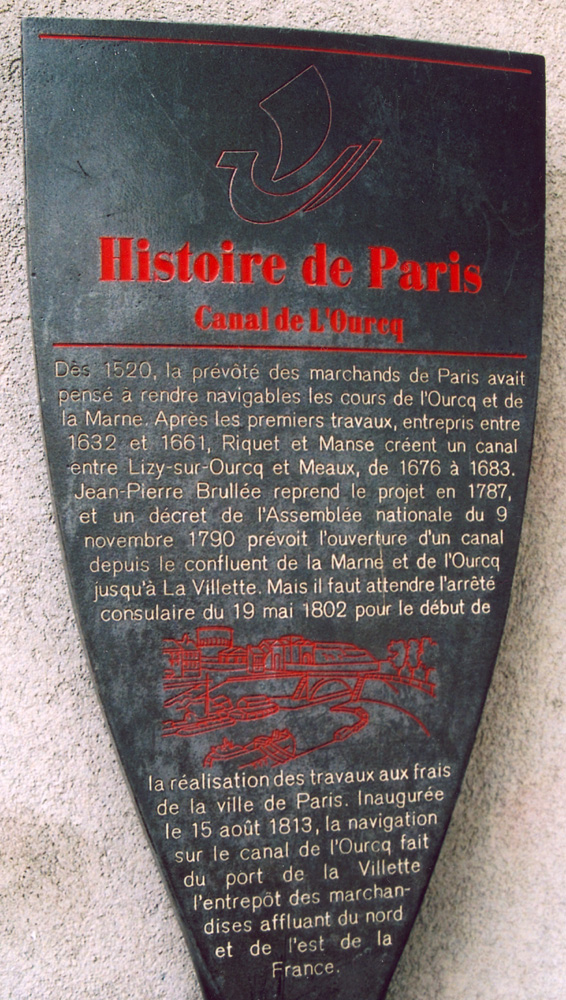 Histoire de Paris
Canal de L'Ourcq
Dès 1520, la prévôté des marchands de Paris avait
pensé à rendre navigables les cours de l'Ourcq et de
la Marne. Après les premiers travaux, entrepris entre
1632 et 1661, Riquet et Manse créent un canal
entre Lizy-sur-Ourcq et Meaux, de 1676 à 1683.
Jean-Pierre Brullée reprend le projet en 1787,
et un décret de l'Assemblée nationale du 9
novembre 1790 prévoit l'ouverture d'un canal
depuis le confluent de la Marne et de l'Ourcq
jusqu'à La Villette. Mais il faut attendre l'arrêté
consulaire du 19 mai 1802 pour le début de
la réalisation des travaux aux frais
de la ville de Paris. Inaugurée
le 15 août 1813, la navigation
sur le canal de l'Ourcq fait
du port de la Villette
l'entrepôt des marchan-
dises affluant du nord
et de l'est de la
France.